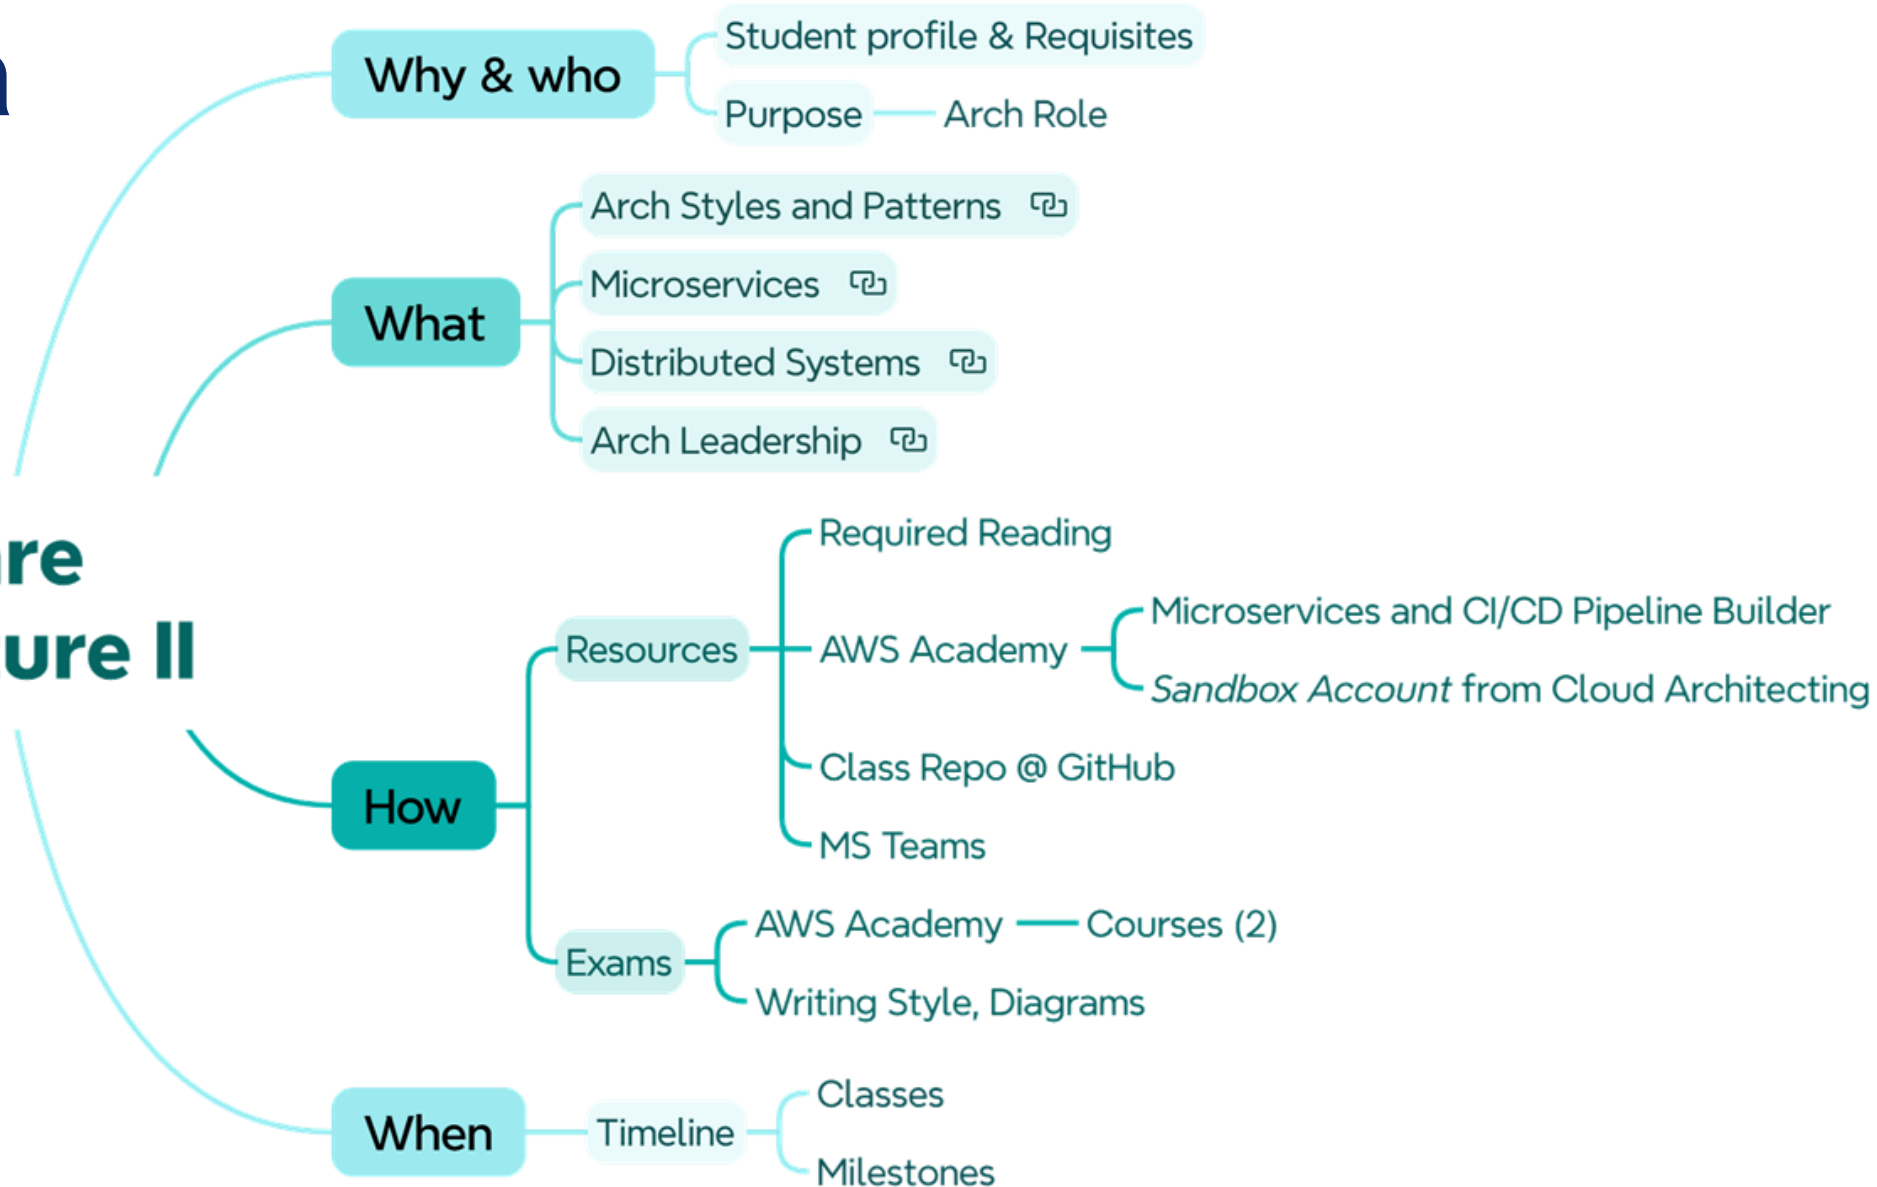 Why & who
Student profile & Requisites
Purpose
Arch Role
What
Arch Styles and Patterns
Microservices
Distributed Systems
Arch Leadership
II
How
Resources
Required Reading
AWS Academy
Microservices and CI/CD Pipeline Builder
Sandbox Account from Cloud Architecting
Class Repo @ GitHub
MS Teams
Exams
AWS Academy
Courses (2)
Writing Style, Diagrams
When
Timeline
Classes
Milestones